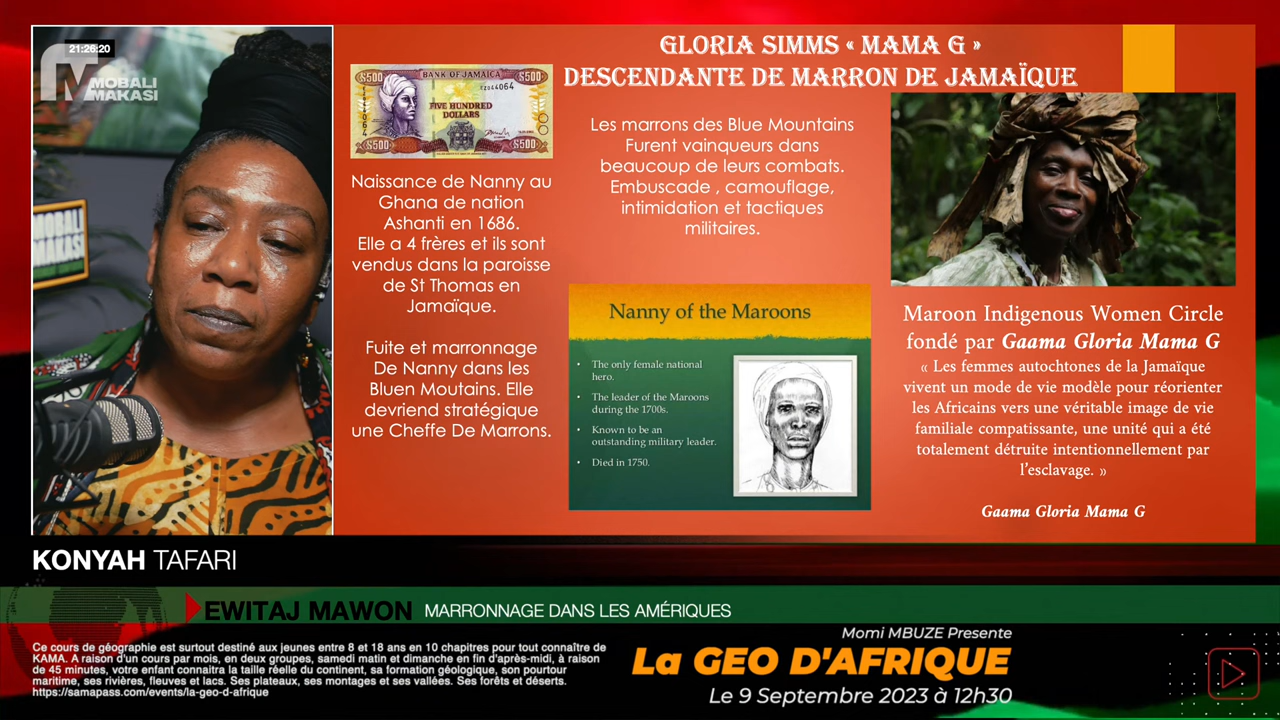 21:26:20
MOBALI
MAKASI
MOBALI
MAKASI
GLORIA SIMMS « MAMA G »
DESCENDANTE DE MARRON DE JAMAÏQUE
$500
BANK OF JAMAICA
$500
FIVE HUNDRED
DOLLARS
$500
$500
Naissance de Nanny au
Ghana de nation
Ashanti en 1686.
Elle a 4 frères et ils sont
vendus dans la paroisse
de St Thomas en
Jamaïque.
Fuite et marronnage
De Nanny dans les
Bluen Moutains. Elle
devriend stratégique
une Cheffe De Marrons.
Les marrons des Blue Mountains
Furent vainqueurs dans
beaucoup de leurs combats.
Embuscade , camouflage,
intimidation et tactiques
militaires.
Nanny of the Maroons
• The only female national
hero.
• The leader of the Maroons
during the 1700s.
• Known to be an
outstanding military leader.
• Died in 1750.
Maroon Indigenous Women Circle
fondé par Gaama Gloria Mama G
« Les femmes autochtones de la Jamaïque
vivent un mode de vie modèle pour réorienter
les Africains vers une véritable image de vie
familiale compatissante, une unité qui a été
totalement détruite intentionnellement par
l'esclavage. »
Gaama Gloria Mama G
KONYAH TAFARI
EWITAJ MAWON MARRONNAGE DANS LES AMÉRIQUES
Ce cours de géographie est surtout destiné aux jeunes entre 8 et 18 ans en 10 chapitres pour tout connaître de
KAMA. A raison d'un cours par mois, en deux groupes, samedi matin et dimanche en fin d'après-midi, à raison
de 45 minutes, votre enfant connaitra la taille réelle du continent, sa formation géologique, son pourtour
maritime, ses rivières, fleuves et lacs. Ses plateaux, ses montages et ses vallées. Ses forêts et déserts.
https://samapass.com/events/la-geo-d-afrique
Momi MBUZE Presente
La GEO D'AFRIQUE
Le 9 Septembre 2023 à 12h30